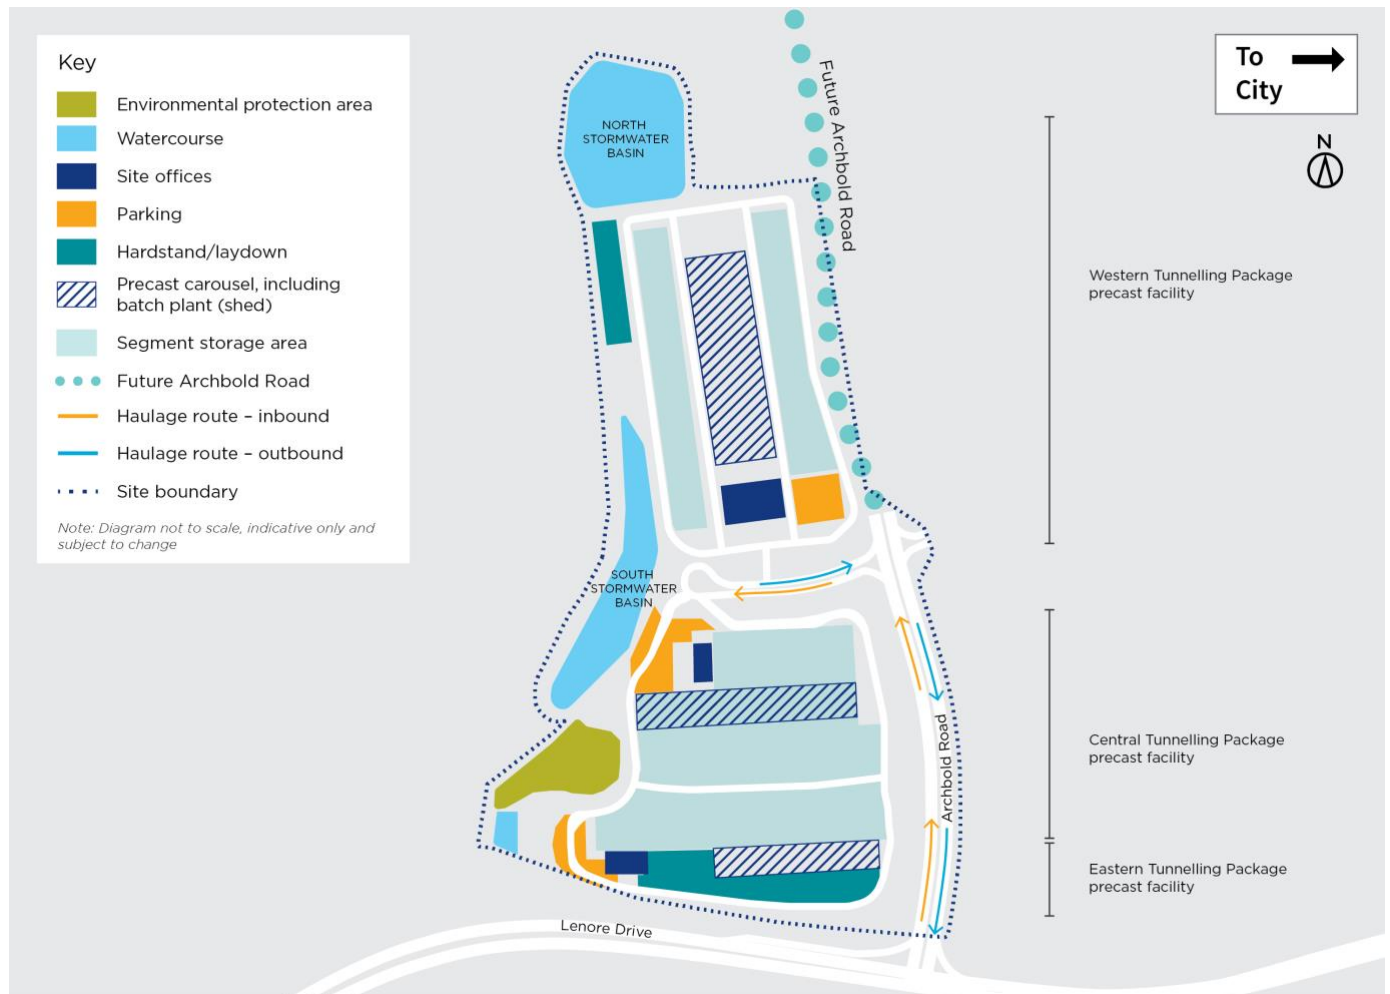 Key
Environmental protection area
Watercourse
Site offices
Parking
Hardstand/laydown
Precast carousel, including
batch plant (shed)
Segment storage area
Future Archbold Road
Haulage route – inbound
Haulage route – outbound
Site boundary
Note: Diagram not to scale, indicative only and
subject to change
NORTH
STORMWATER
BASIN
Future Archbold Road
To
City
N
Western Tunnelling Package
precast facility
SOUTH
STORMWATER
BASIN
Archbold Road
Central Tunnelling Package
precast facility
Eastern Tunnelling Package
precast facility
Lenore Drive